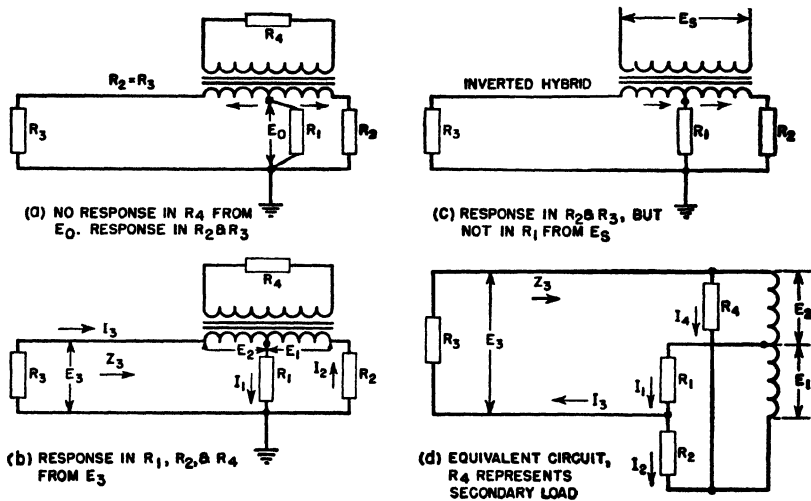 R4
R2=R3
R3
E0
R1
R2
(a) NO RESPONSE IN R4 FROM
E0. RESPONSE IN R2&R3
ES
INVERTED HYBRID
R3
R1
R2
(c) RESPONSE IN R2&R3, BUT
NOT IN R1 FROM ES
R4
I3
E2 E1
R3
E3
Z3
I1
R1
I2
R2
(b) RESPONSE IN R1, R2, & R4
FROM E3
Z3
R4
I4
E2
R3
E3
I1
R1
E1
I3
I2
R2
(d) EQUIVALENT CIRCUIT,
R4 REPRESENTS
SECONDARY LOAD